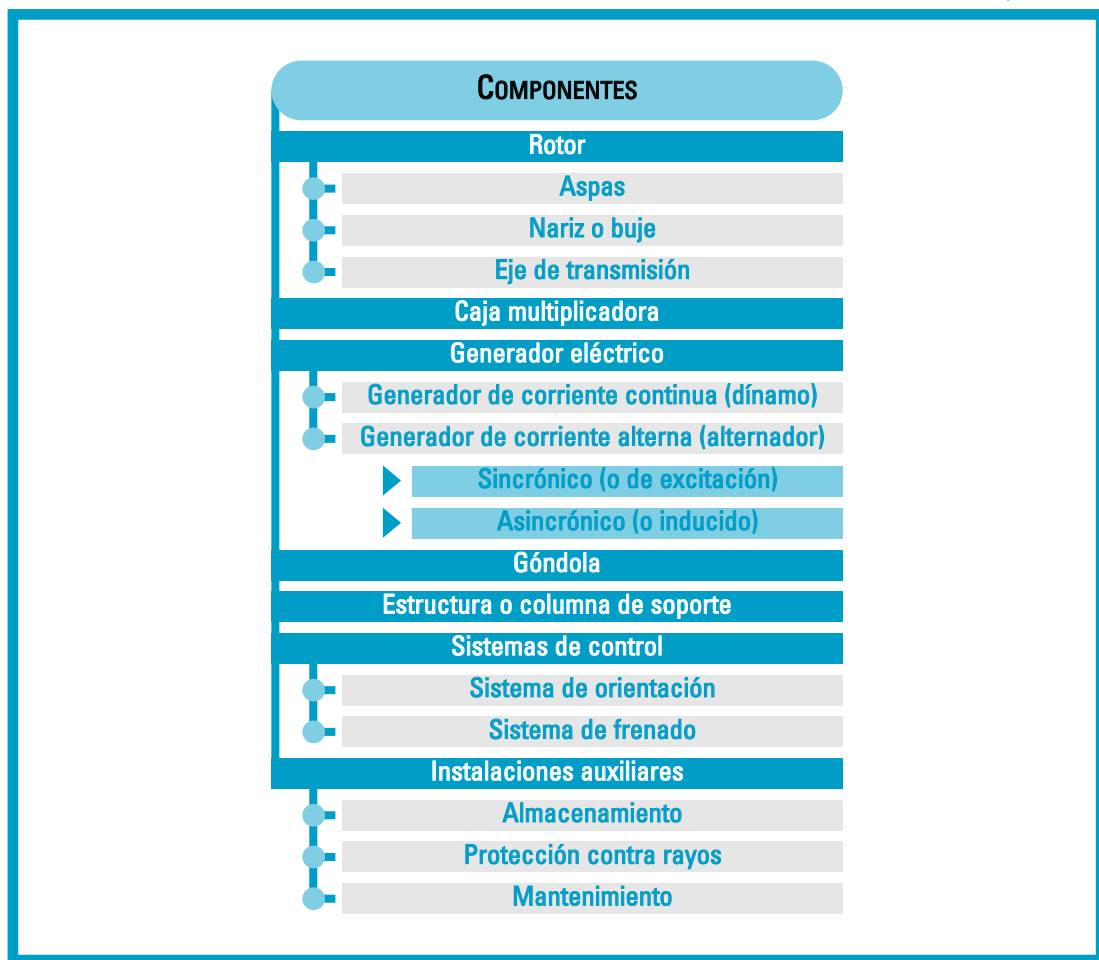 COMPONENTES
Rotor
Aspas
Nariz o buje
Eje de transmisión
Caja multiplicadora
Generador eléctrico
Generador de corriente continua (dínamo)
Generador de corriente alterna (alternador)
Sincrónico (o de excitación)
Asincrónico (o inducido)
Góndola
Estructura o columna de soporte
Sistemas de control
Sistema de orientación
Sistema de frenado
Instalaciones auxiliares
Almacenamiento
Protección contra rayos
Mantenimiento